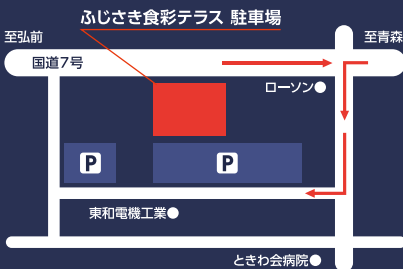 ふじさき食彩テラス 駐車場
至弘前
至青森
国道7号
ローソン
P
P
東和電機工業
ときわ会病院